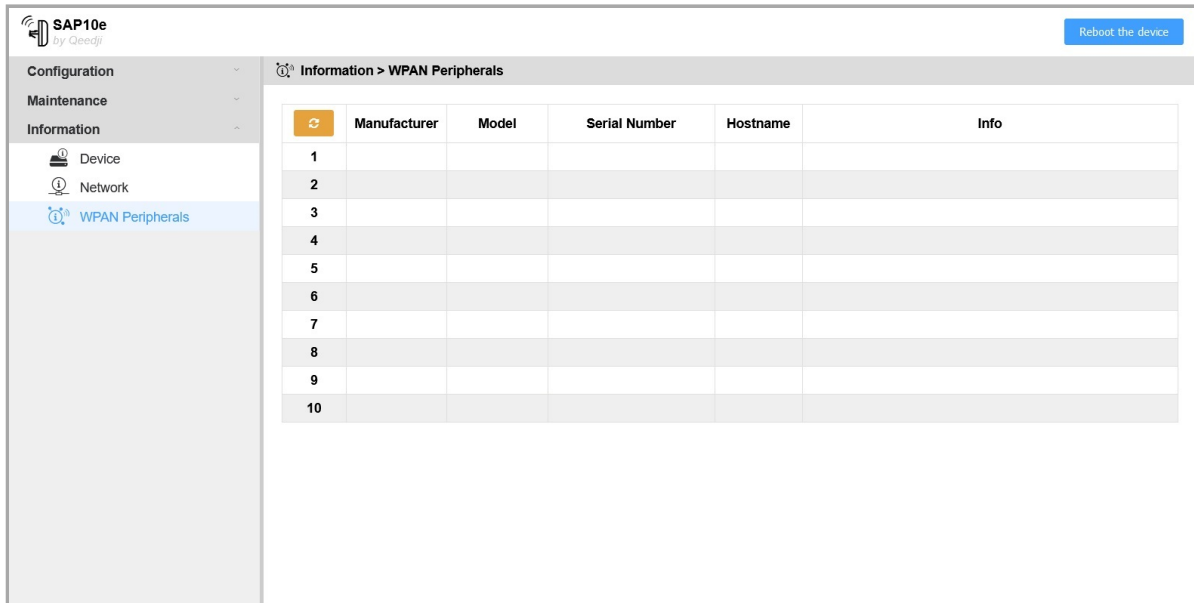 SAP10e
by Qeedji
Reboot the device
Configuration
Maintenance
Information
Device
Network
WPAN Peripherals
Information > WPAN Peripherals
Manufacturer Model Serial Number Hostname Info
1
2
3
4
5
6
7
8
9
10